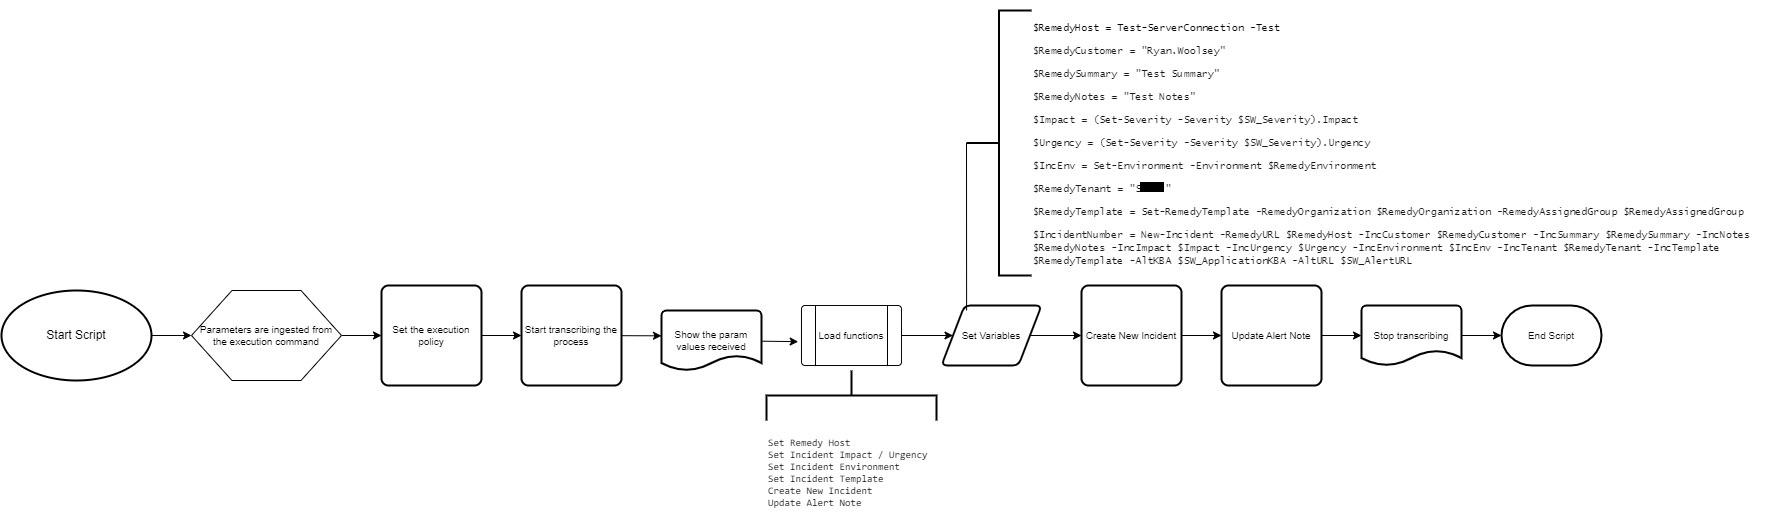 $RemedyHost = Test-ServerConnection -Test
$RemedyCustomer = "Ryan.Woolsey"
$RemedySummary = "Test Summary"
$RemedyNotes = "Test Notes"
$Impact = (Set-Severity -Severity $SW_Severity).Impact
$Urgency = (Set-Severity -Severity $SW_Severity).Urgency
$IncEnv = Set-Environment -Environment $RemedyEnvironment
$RemedyTenant = " "
$RemedyTemplate = Set-RemedyTemplate -RemedyOrganization $RemedyOrganization -RemedyAssignedGroup $RemedyAssignedGroup
$IncidentNumber = New-Incident -RemedyURL $RemedyHost -IncCustomer $RemedyCustomer -IncSummary $RemedySummary -IncNotes
$RemedyNotes -IncImpact $Impact -IncUrgency $Urgency -IncEnvironment $IncEnv -IncTenant $RemedyTenant -IncTemplate
$RemedyTemplate -AltKBA $SW_ApplicationKBA -AltURL $SW_AlertURL
Start Script
Parameters are ingested from
the execution command
Set the execution
policy
Start transcribing the
process
Show the param
values received
Load functions
Set Variables
Create New Incident
Update Alert Note
Stop transcribing
End Script
Set Remedy Host
Set Incident Impact / Urgency
Set Incident Environment
Set Incident Template
Create New Incident
Update Alert Note